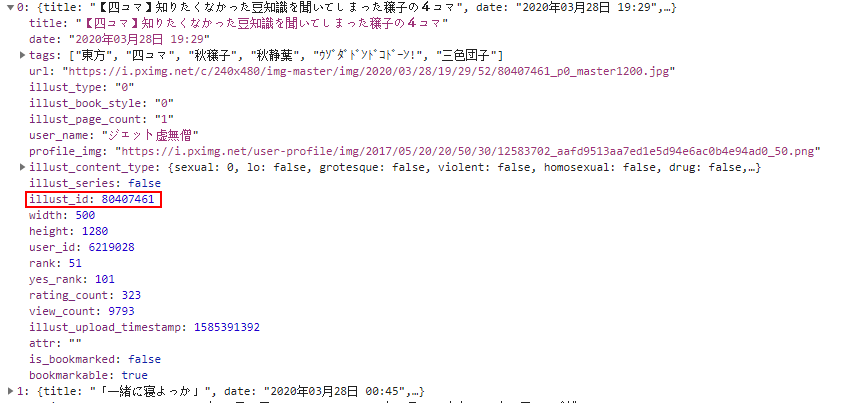 0: {title: "【四コマ】知りたくなかった豆知識を聞いてしまった穣子の４コマ", date: "2020年03月28日 19:29",…}
title: "【四コマ】知りたくなかった豆知識を聞いてしまった穣子の４コマ"
date: "2020年03月28日 19:29"
tags: ["東方", "四コマ", "秋穣子", "秋静葉", "ｳｿﾞﾀﾞﾄﾞﾝﾄﾞｺﾄﾞｰﾝ!", "三色団子"]
url: "https://i.pximg.net/c/240x480/img-master/img/2020/03/28/19/29/52/80407461_p0_master1200.jpg"
illust_type: "0"
illust_book_style: "0"
illust_page_count: "1"
user_name: "ジェット虚無僧"
profile_img: "https://i.pximg.net/user-profile/img/2017/05/20/20/50/30/12583702_aafd9513aa7ed1e5d94e6ac0b4e94ad0_50.png"
illust_content_type: {sexual: 0, lo: false, grotesque: false, violent: false, homosexual: false, drug: false,…}
illust_series: false
illust_id: 80407461
width: 500
height: 1280
user_id: 6219028
rank: 51
yes_rank: 101
rating_count: 323
view_count: 9793
illust_upload_timestamp: 1585391392
attr: ""
is_bookmarked: false
bookmarkable: true
1: {title: "「一緒に寝よっか」", date: "2020年03月28日 00:45",…}